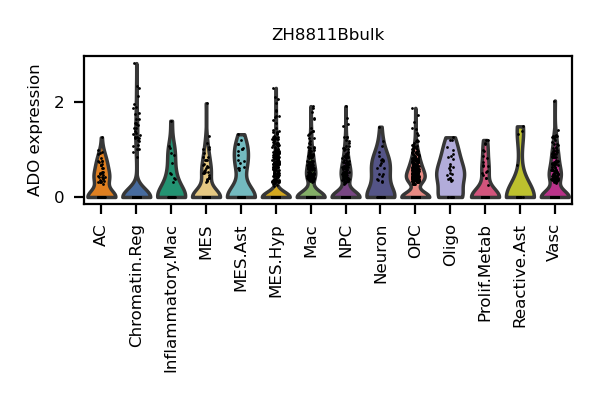 ZH8811Bbulk
ADO expression
2
0
AC
Chromatin.Reg
Inflammatory.Mac
MES
MES.Ast
MES.Hyp
Mac
NPC
Neuron
OPC
Oligo
Prolif.Metab
Reactive.Ast
Vasc